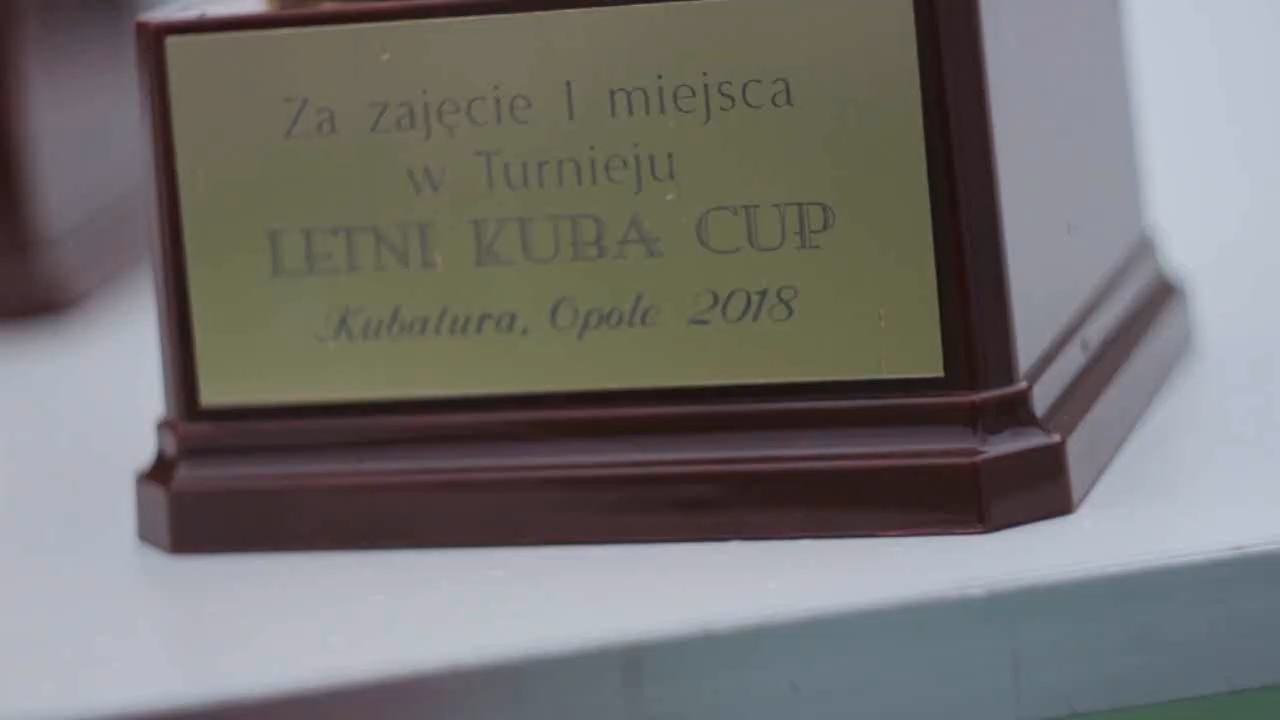 Za zajęcie I miejsca
w Turnieju
LETNI KUBA CUP
Kubatura, Opole 2018